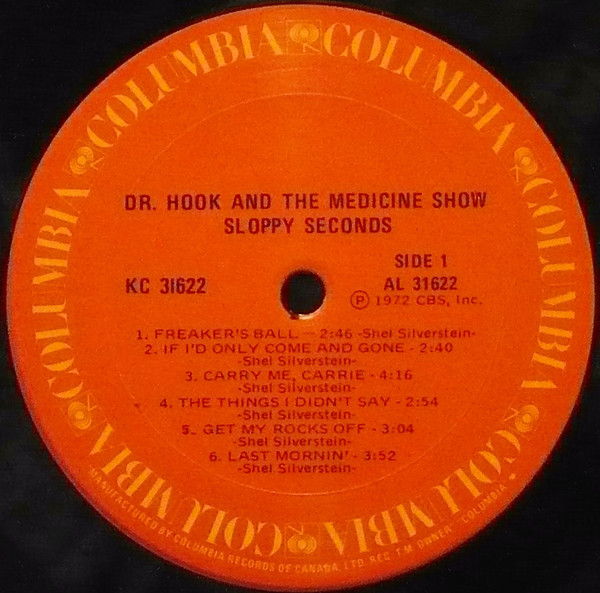 COLUMBIA COLUMBIA COLUMBIA COLUMBIA COLUMBIA COLUMBIA COLUMBIA COLUMBIA
DR. HOOK AND THE MEDICINE SHOW
SLOPPY SECONDS
SIDE 1
KC 31622
AL 31622
Ⓟ 1972 CBS, Inc.
1. FREAKER'S BALL — 2:46 -Shel Silverstein-
2. IF I'D ONLY COME AND GONE - 2:40
-Shel Silverstein-
3. CARRY ME, CARRIE - 4:16
-Shel Silverstein-
4. THE THINGS I DIDN'T SAY - 2:54
-Shel Silverstein-
5. GET MY ROCKS OFF - 3:04
-Shel Silverstein-
6. LAST MORNIN' - 3:52
-Shel Silverstein-
MANUFACTURED BY COLUMBIA RECORDS OF CANADA, LTD. REG. T.M. OWNER "COLUMBIA"